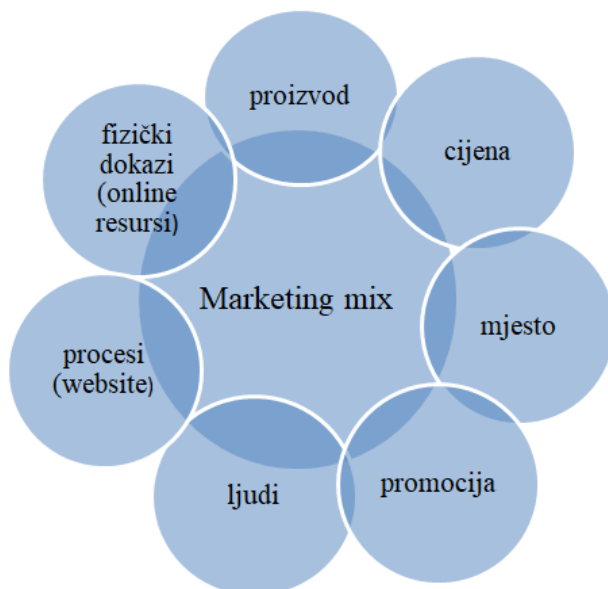 proizvod
cijena
mjesto
promocija
ljudi
procesi
(website)
fizički
dokazi
(online
resursi)
Marketing mix